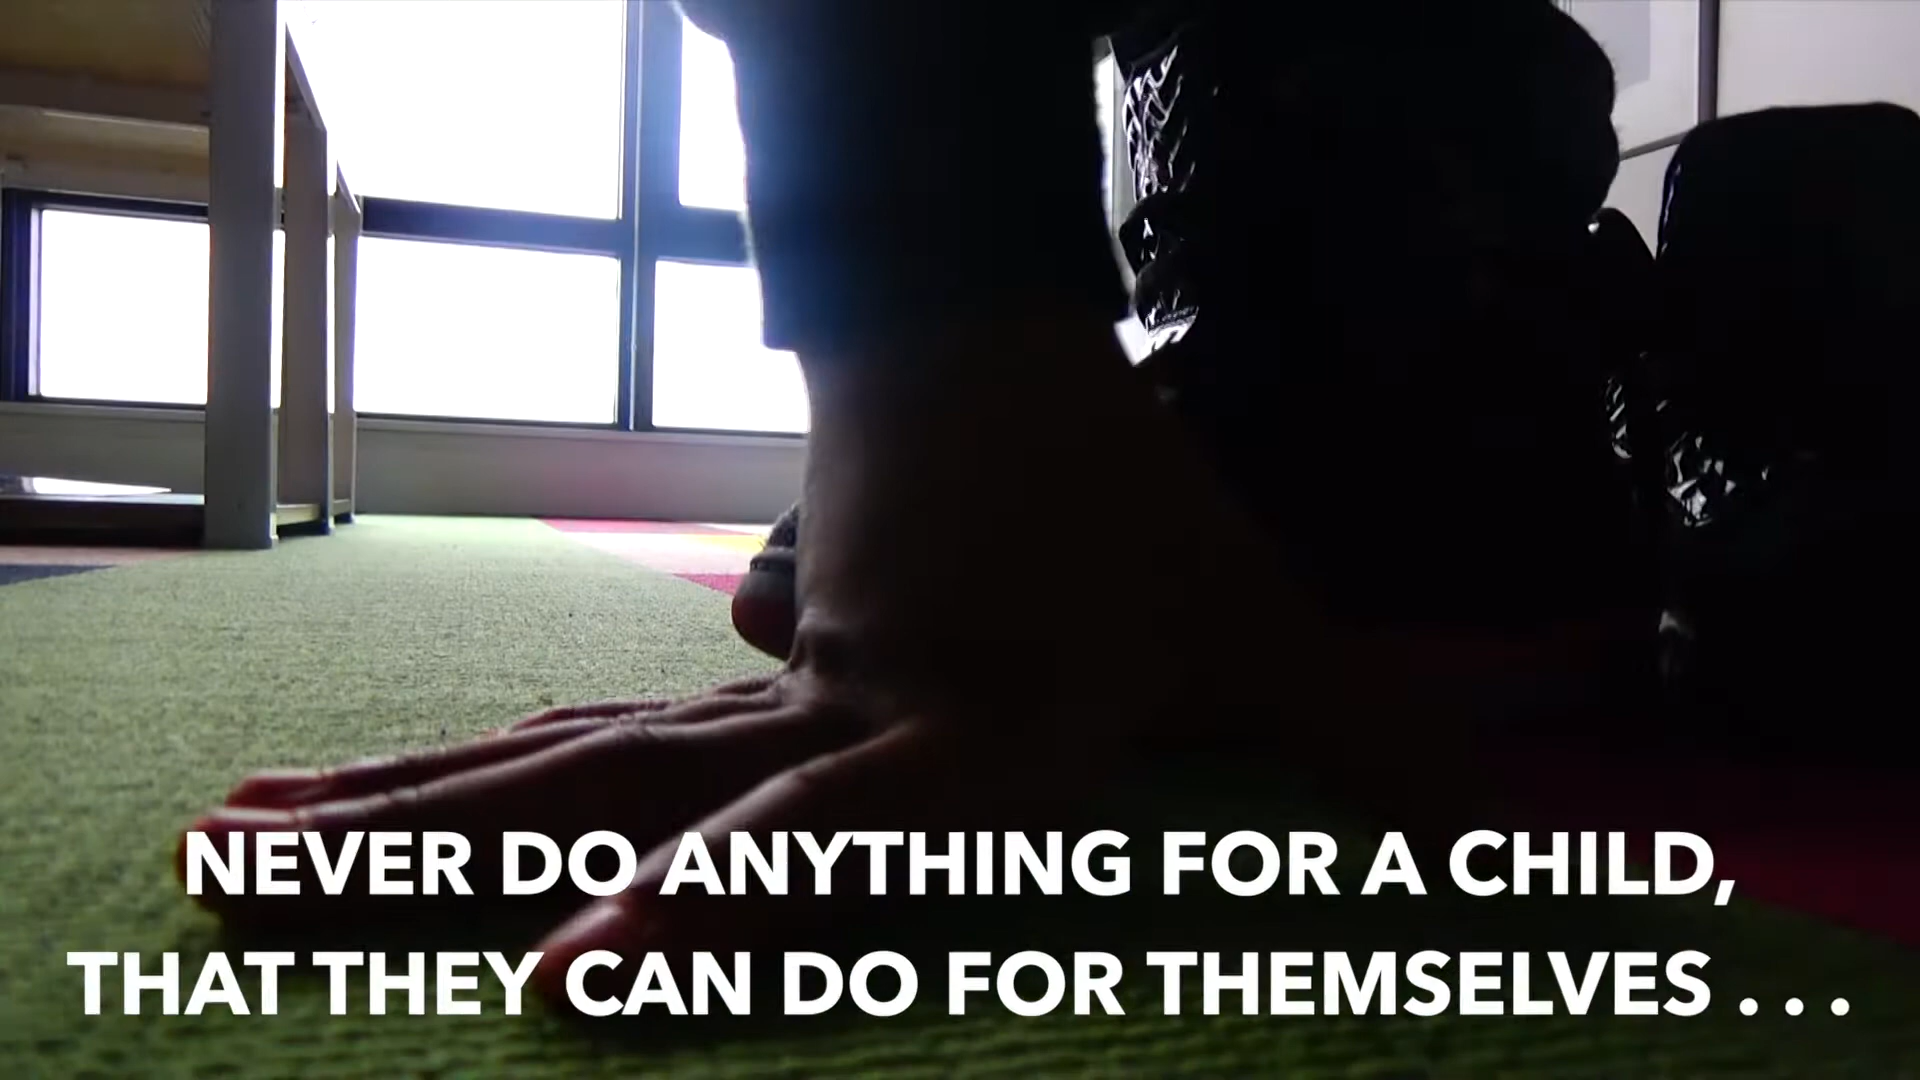 NEVER DO ANYTHING FOR A CHILD,
THAT THEY CAN DO FOR THEMSELVES . . .